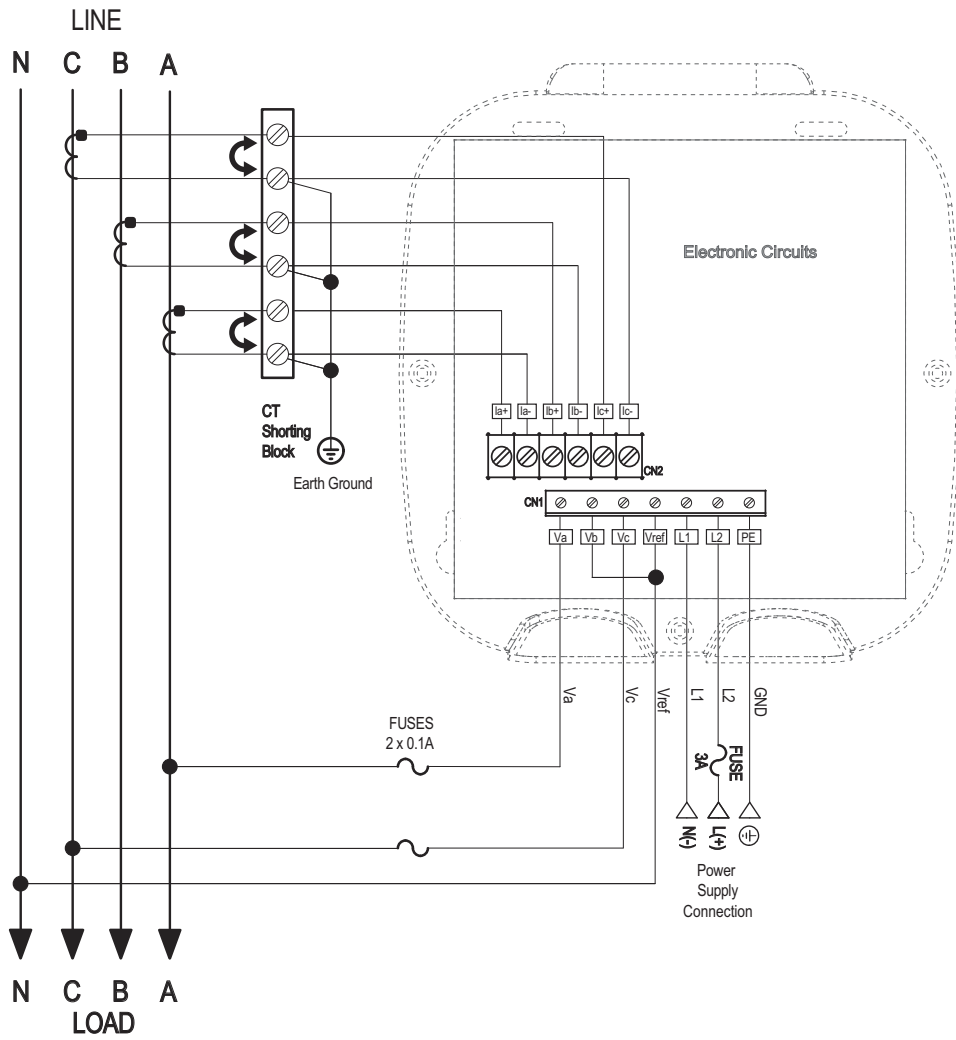 LINE
N C B A
Electronic Circuits
Ia+ Ia- Ib+ Ib- Ic+ Ic-
CT
Shorting
Block
Earth Ground
CN2
CN1
Va Vb Vc Vref L1 L2 PE
Va
Vc
Vref
L1
L2
GND
FUSES
2 x 0.1A
FUSE
3A
N(-)
L(+)
Power
Supply
Connection
N C B A
LOAD